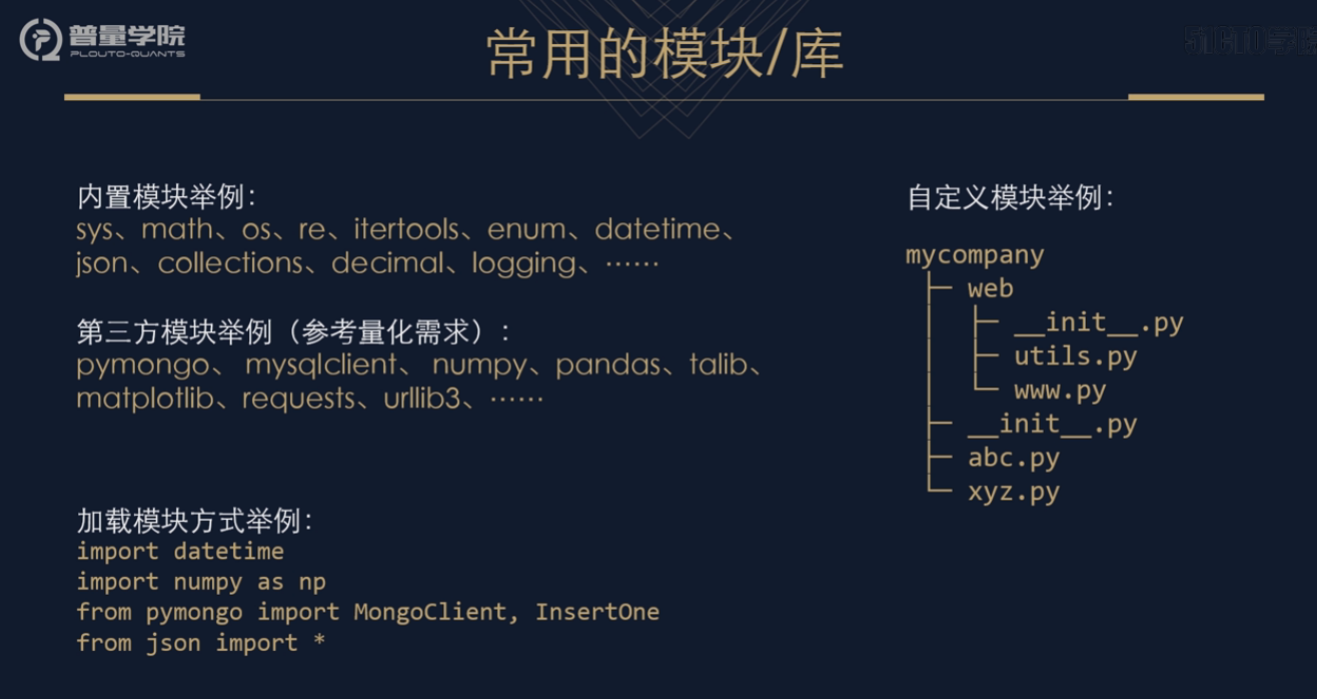 普量学院
PLOUTO-QUANTS
常用的模块/库
内置模块举例:
sys、math、os、re、itertools、enum、datetime、
json、collections、decimal、logging、……
第三方模块举例（参考量化需求）:
pymongo、 mysqlclient、numpy、pandas、talib、
matplotlib、requests、urllib3、……
加载模块方式举例:
import datetime
import numpy as np
from pymongo import MongoClient, InsertOne
from json import *
自定义模块举例:
mycompany
├─ web
│  ├─ __init__.py
│  ├─ utils.py
│  └─ www.py
├─ __init__.py
├─ abc.py
└─ xyz.py